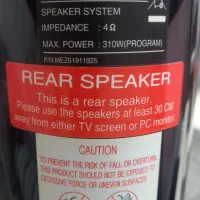 SPEAKER SYSTEM
IMPEDANCE : 4Ω
MAX. POWER : 310W(PROGRAM)
P/N:MEZ61911925
REAR SPEAKER
This is a rear speaker.
Please use the speakers at least 30 CM
away from either TV screen or PC monitor.
CAUTION
TO PREVENT THE RISK OF FALL OR OVERTURN,
THIS PRODUCT SHOULD NOT BE EXPOSED TO
EXCESSIVE FORCE OR UNEVEN SURFACES.